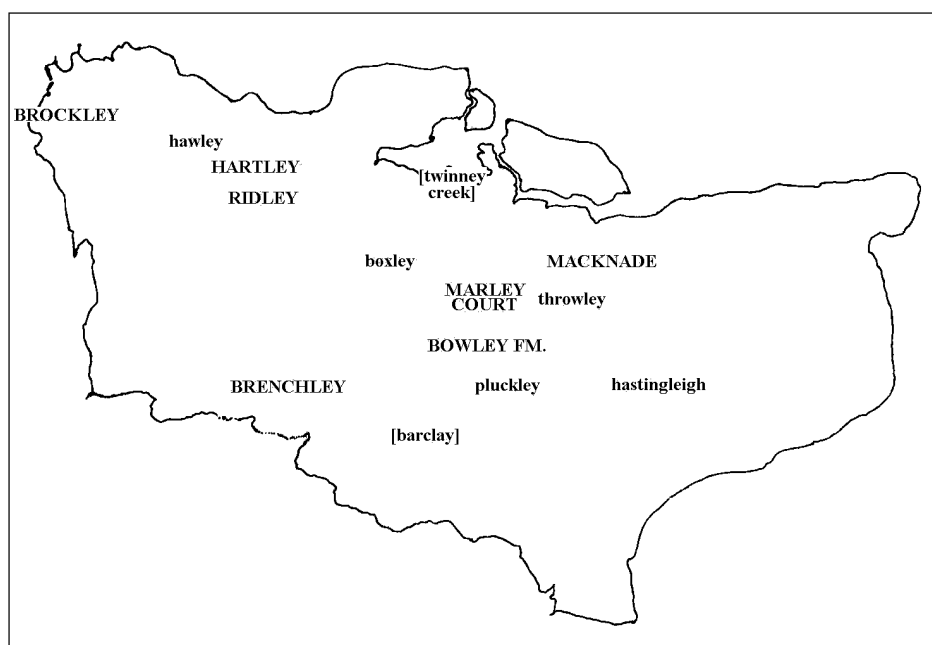 BROCKLEY
hawley
HARTLEY
RIDLEY
[twinney
creek]
boxley
MACKNADE
MARLEY
COURT
throwley
BOWLEY FM.
BRENCHLEY
pluckley
hastingleigh
[barclay]